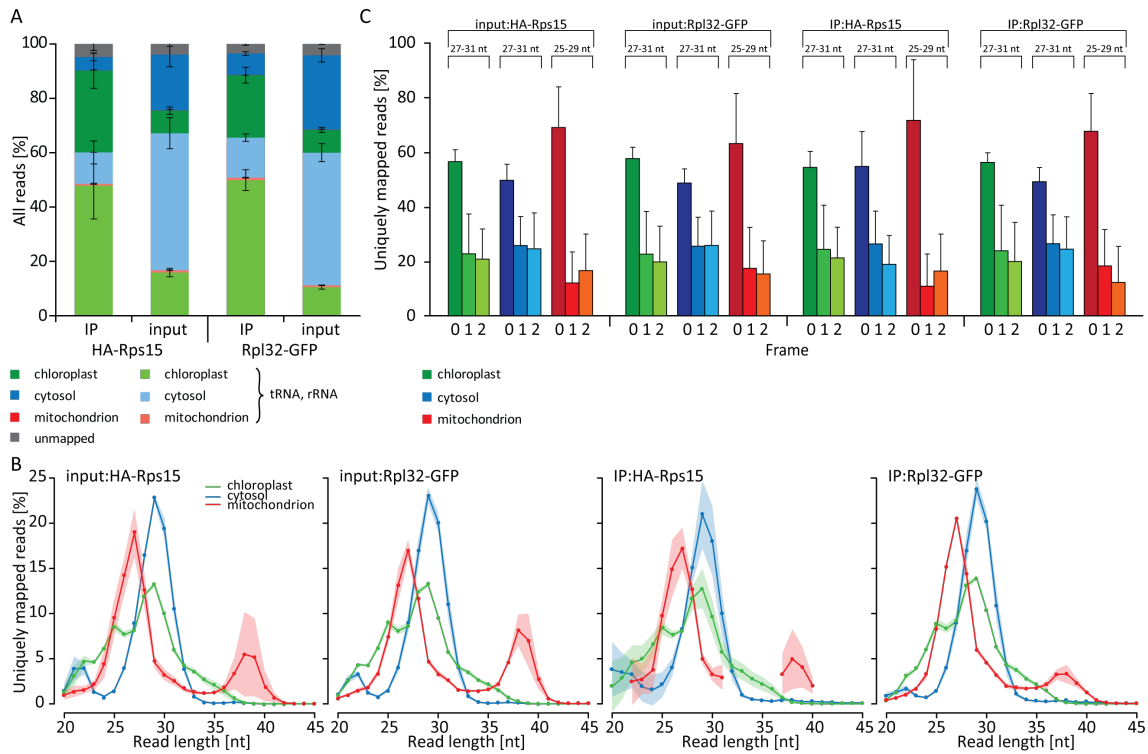 A
100
80
60
40
20
0
All reads [%]
IP input IP input
HA-Rps15 Rpl32-GFP
chloroplast chloroplast
cytosol cytosol
mitochondrion mitochondrion
unmapped
tRNA, rRNA
C
input:HA-Rps15 input:Rpl32-GFP IP:HA-Rps15 IP:Rpl32-GFP
27-31 nt 27-31 nt 25-29 nt 27-31 nt 27-31 nt 25-29 nt 27-31 nt 27-31 nt 25-29 nt 27-31 nt 27-31 nt 25-29 nt
100
80
60
40
20
0
Uniquely mapped reads [%]
0 1 2 0 1 2 0 1 2 0 1 2 0 1 2 0 1 2 0 1 2 0 1 2 0 1 2 0 1 2 0 1 2 0 1 2
Frame
chloroplast
cytosol
mitochondrion
B
input:HA-Rps15 input:Rpl32-GFP IP:HA-Rps15 IP:Rpl32-GFP
chloroplast
cytosol
mitochondrion
25
20
15
10
5
0
Uniquely mapped reads [%]
20 25 30 35 40 45 20 25 30 35 40 45 20 25 30 35 40 45 20 25 30 35 40 45
Read length [nt] Read length [nt] Read length [nt] Read length [nt]